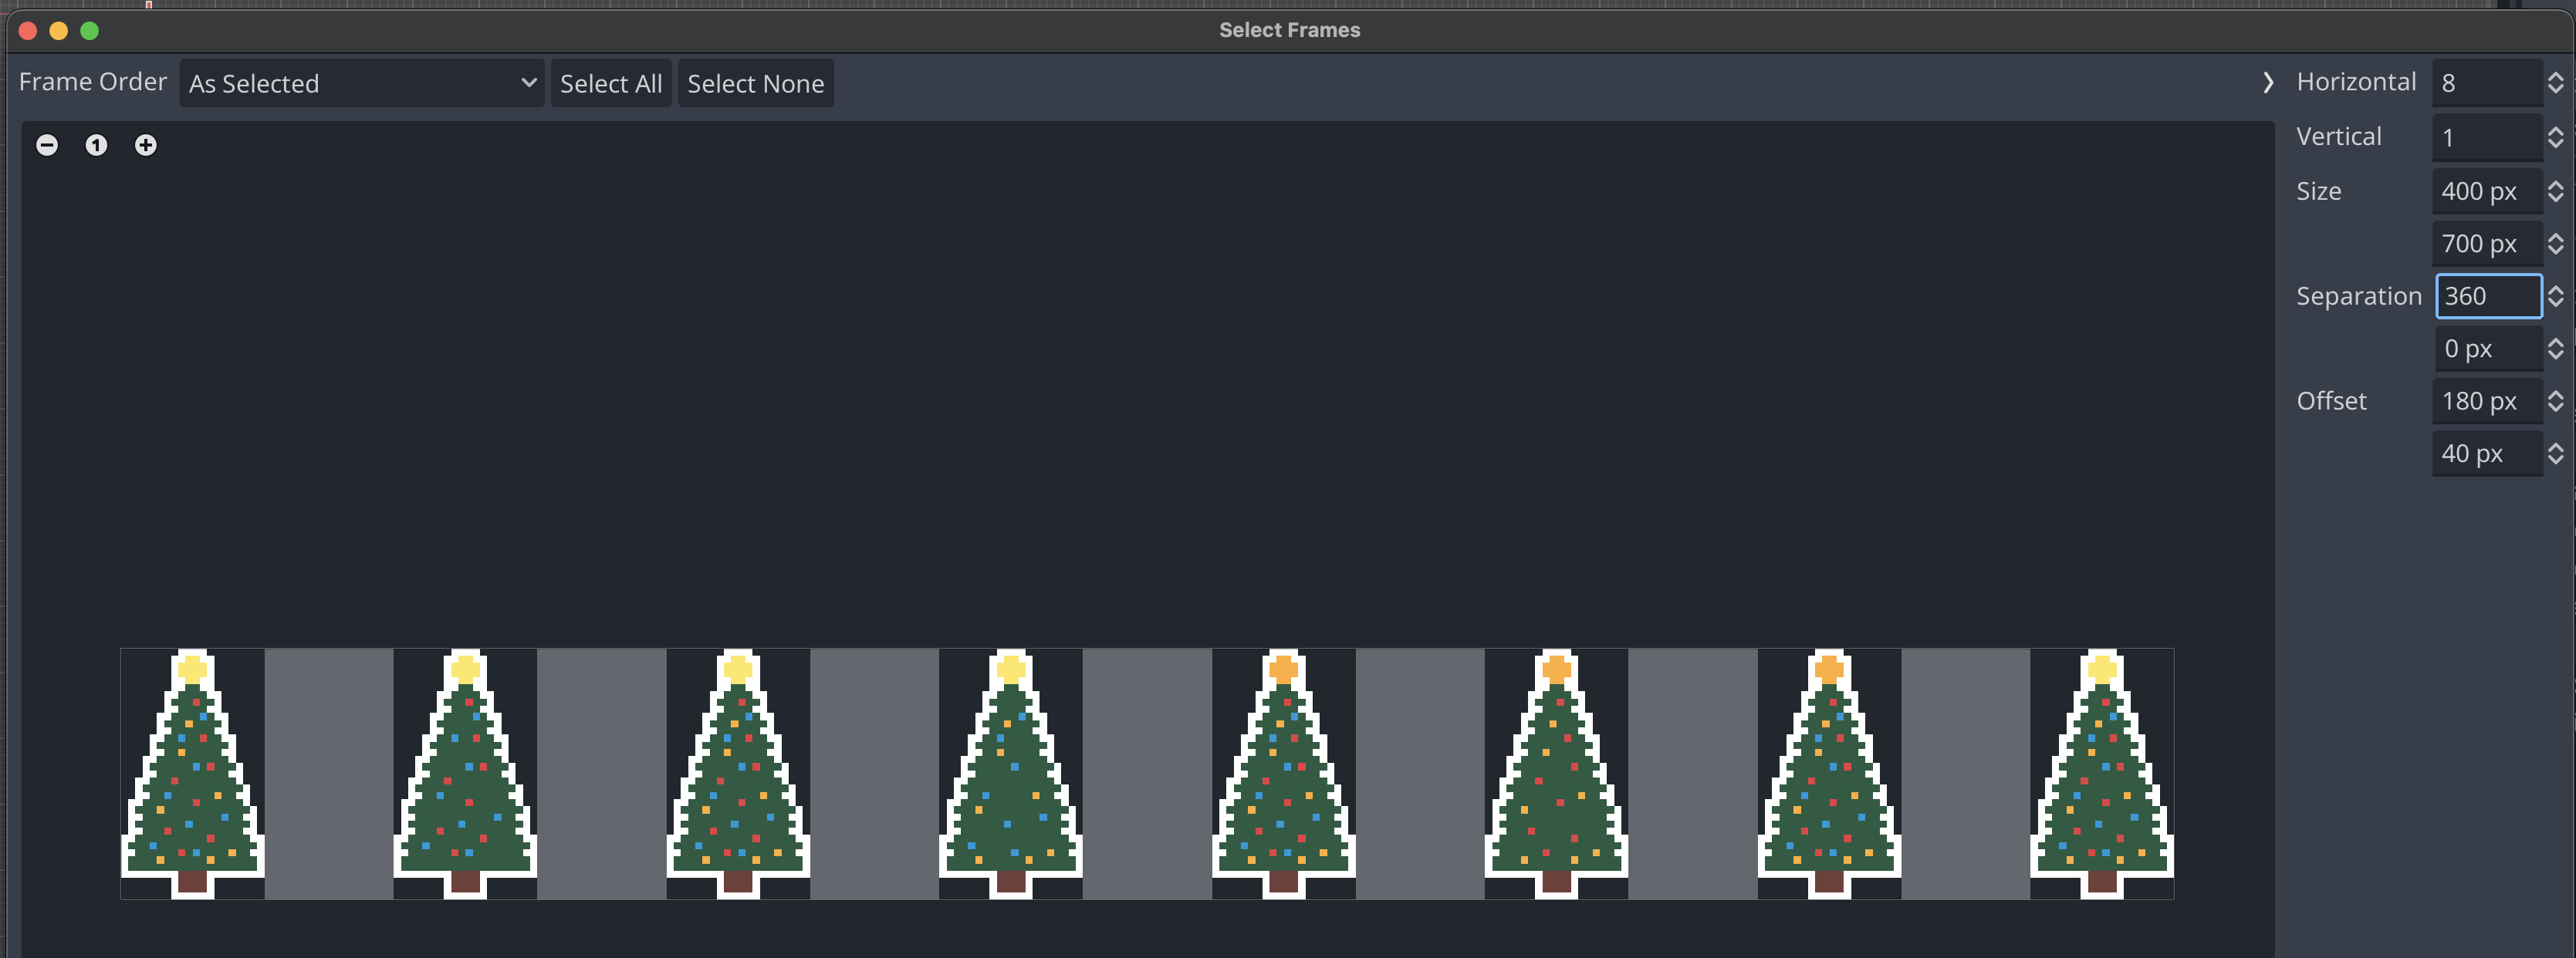 Select Frames
Frame Order As Selected Select All Select None
Horizontal 8
Vertical 1
Size 400 px
700 px
Separation 360
0 px
Offset 180 px
40 px
1